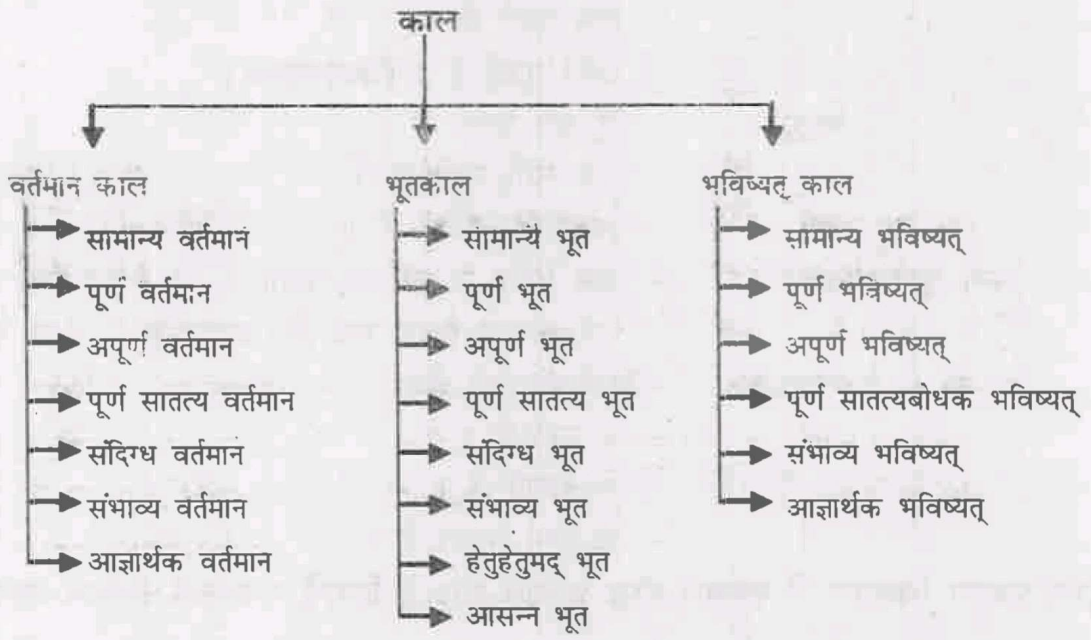 काल
वर्तमान काल
सामान्य वर्तमान
पूर्ण वर्तमान
अपूर्ण वर्तमान
पूर्ण सातत्य वर्तमान
संदिग्ध वर्तमान
संभाव्य वर्तमान
आज्ञार्थक वर्तमान
भूतकाल
सामान्य भूत
पूर्ण भूत
अपूर्ण भूत
पूर्ण सातत्य भूत
संदिग्ध भूत
संभाव्य भूत
हेतुहेतुमद् भूत
आसन्न भूत
भविष्यत् काल
सामान्य भविष्यत्
पूर्ण भविष्यत्
अपूर्ण भविष्यत्
पूर्ण सातत्यबोधक भविष्यत्
संभाव्य भविष्यत्
आज्ञार्थक भविष्यत्